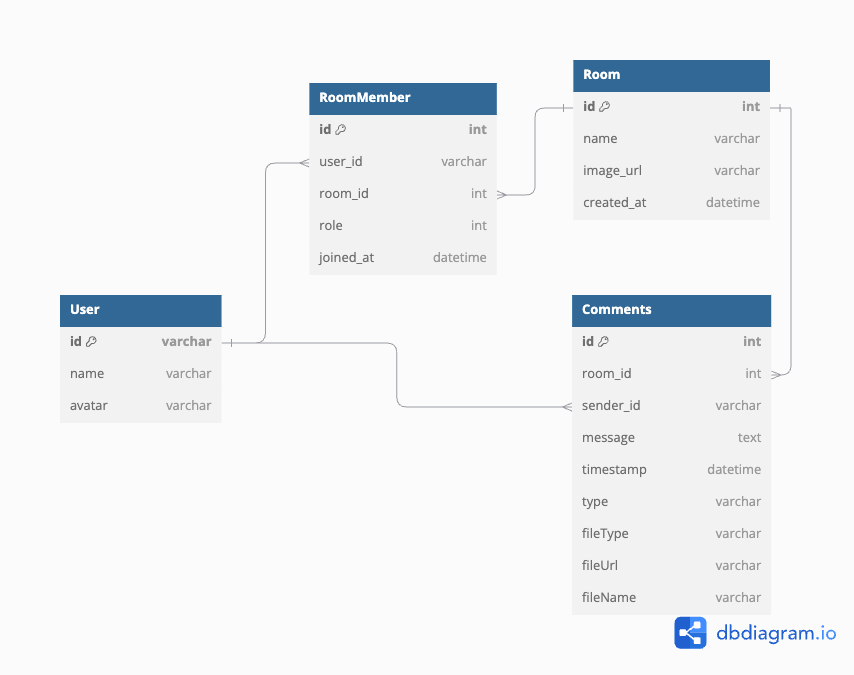 RoomMember
id int
user_id varchar
room_id int
role int
joined_at datetime
Room
id int
name varchar
image_url varchar
created_at datetime
User
id varchar
name varchar
avatar varchar
Comments
id int
room_id int
sender_id varchar
message text
timestamp datetime
type varchar
fileType varchar
fileUrl varchar
fileName varchar
dbdiagram.io